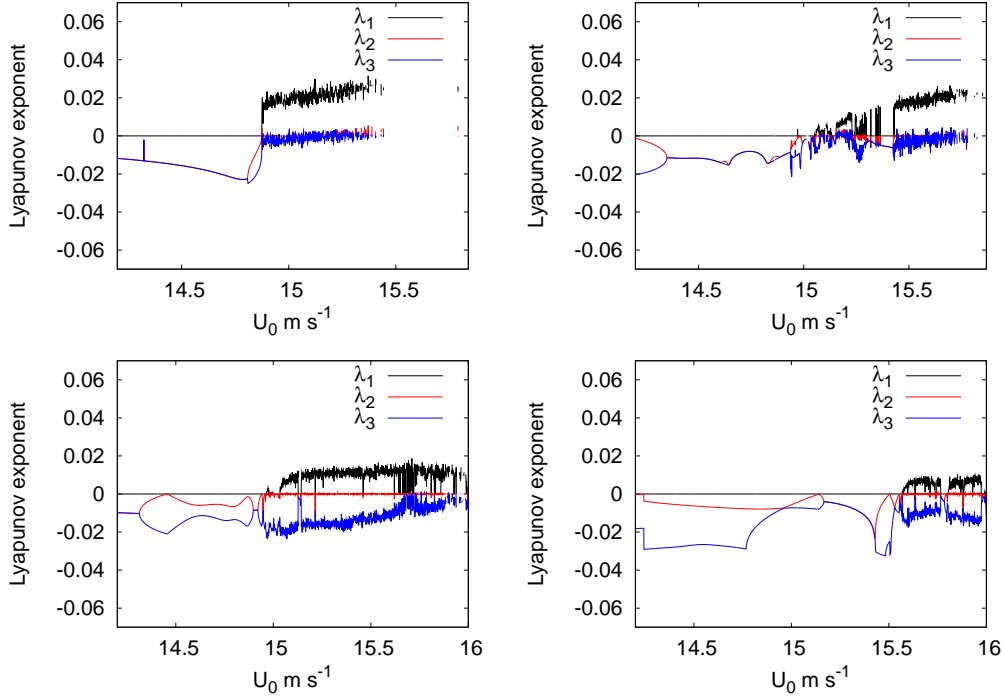 Lyapunov exponent
0.06
0.04
0.02
0
-0.02
-0.04
-0.06
λ1
λ2
λ3
14.5
15
15.5
U0 m s-1
Lyapunov exponent
0.06
0.04
0.02
0
-0.02
-0.04
-0.06
λ1
λ2
λ3
14.5
15
15.5
U0 m s-1
Lyapunov exponent
0.06
0.04
0.02
0
-0.02
-0.04
-0.06
λ1
λ2
λ3
14.5
15
15.5
16
U0 m s-1
Lyapunov exponent
0.06
0.04
0.02
0
-0.02
-0.04
-0.06
λ1
λ2
λ3
14.5
15
15.5
16
U0 m s-1